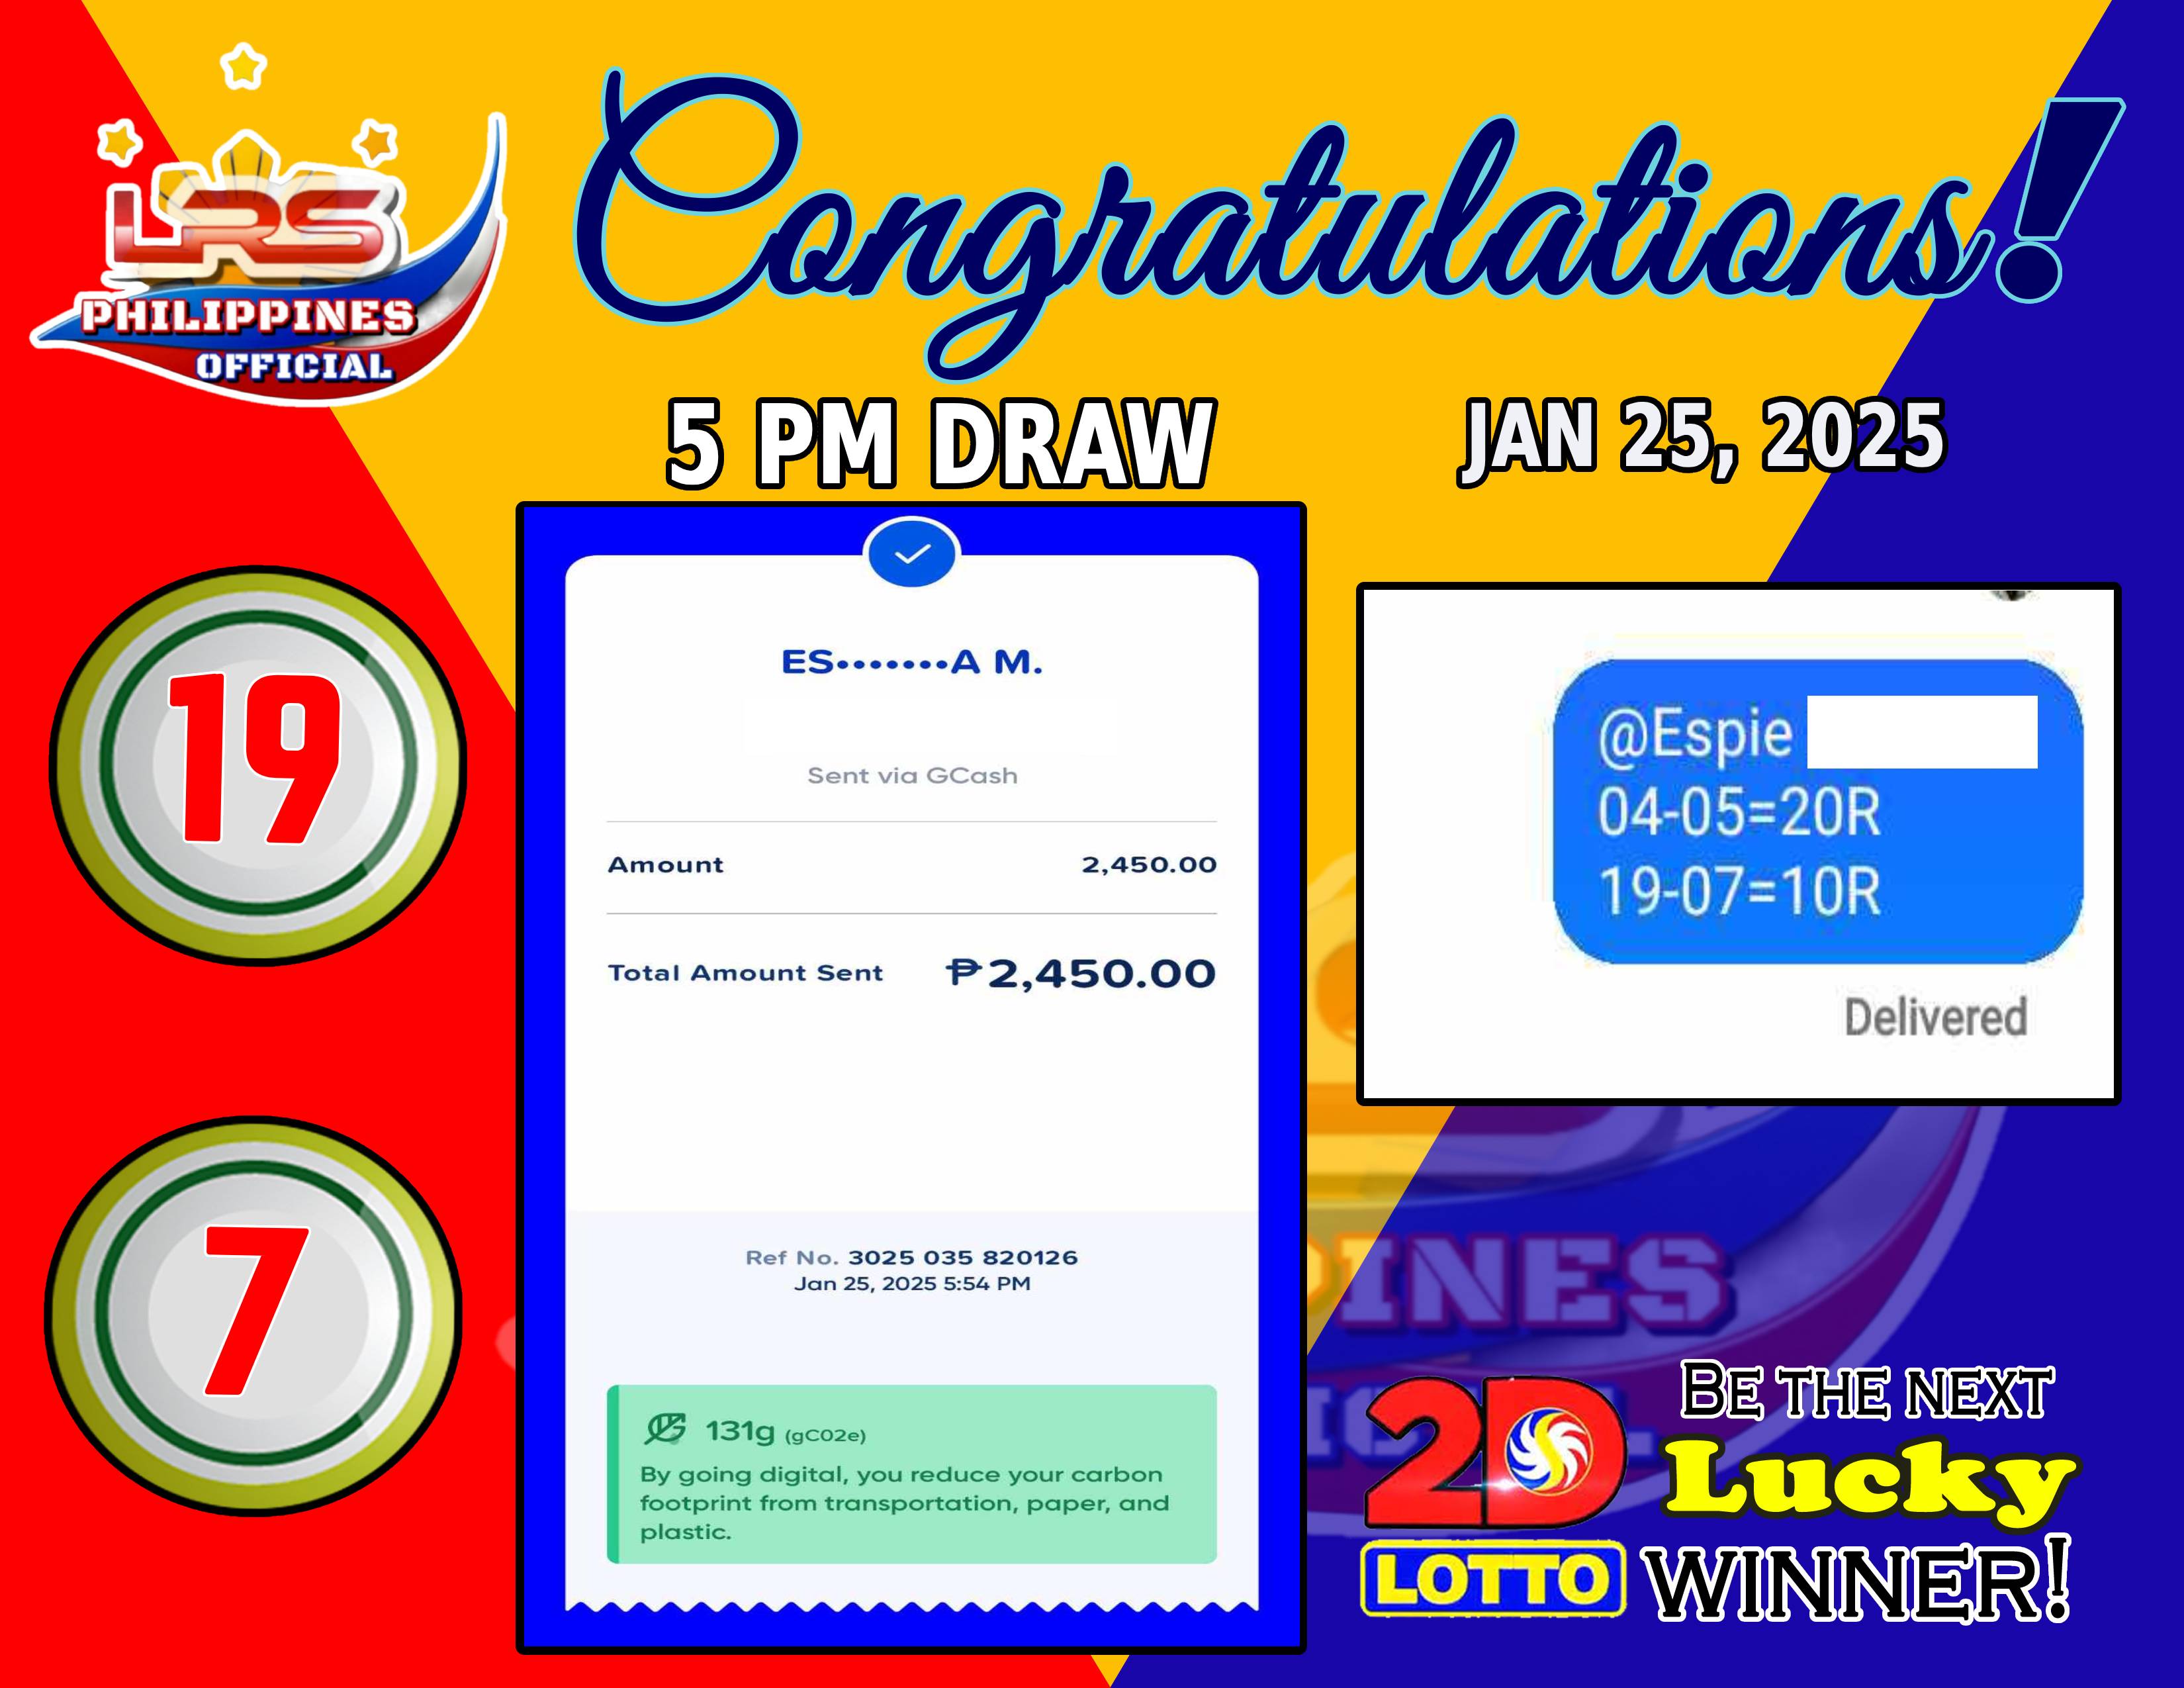 LRS
PHILIPPINES
OFFICIAL
Congratulations!
5 PM DRAW
JAN 25, 2025
19
7
ES••••••••A M.
Sent via GCash
Amount 2,450.00
Total Amount Sent ₱2,450.00
Ref No. 3025 035 820126
Jan 25, 2025 5:54 PM
131g (gC02e)
By going digital, you reduce your carbon
footprint from transportation, paper, and
plastic.
@Espie
04-05=20R
19-07=10R
Delivered
PINES
2D
LOTTO
BE THE NEXT
Lucky
WINNER!